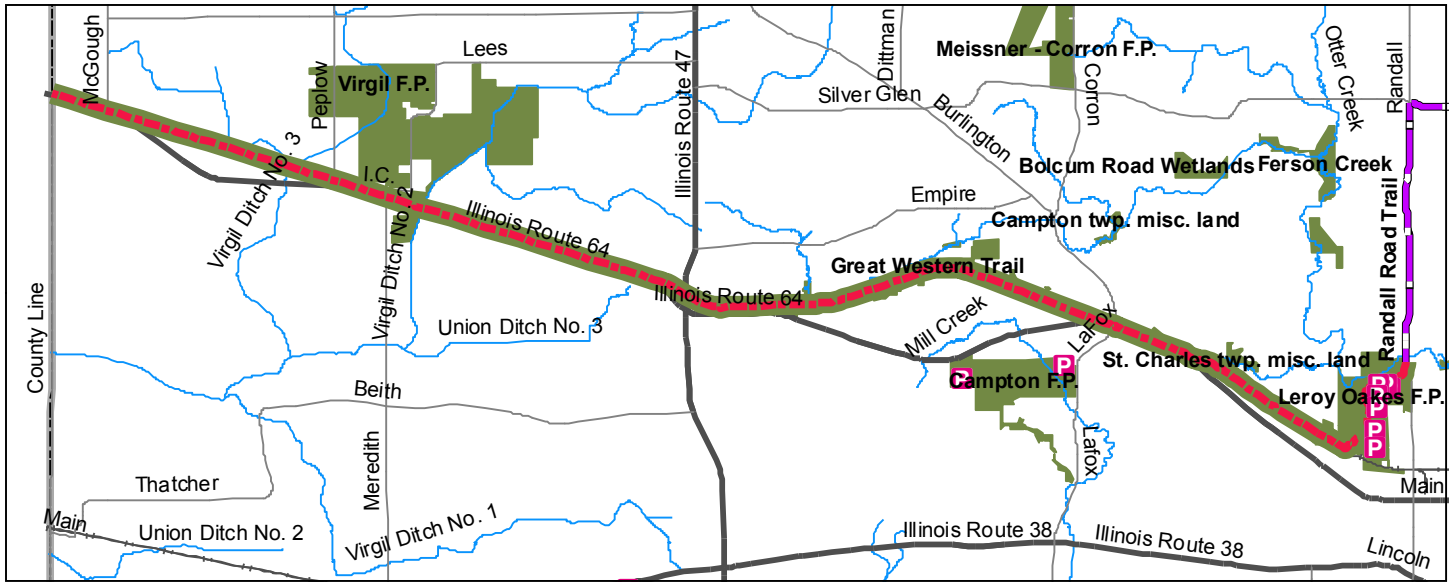 McGough
Lees
Peplow
Virgil F.P.
Illinois Route 47
Dittman
Meissner - Corron F.P.
Corron
Otter Creek
Randall
Silver Glen
Burlington
Virgil Ditch No. 3
I.C.
Bolcum Road Wetlands
Ferson Creek
Empire
Campton twp. misc. land
Virgil Ditch No. 2
Illinois Route 64
Great Western Trail
Illinois Route 64
Randall Road Trail
County Line
Union Ditch No. 3
Mill Creek
LaFox
St. Charles twp. misc. land
P
P
Campton F.P.
Beith
Leroy Oakes F.P.
P
P
P
P
Lafox
Meredith
Thatcher
Main
Main
Union Ditch No. 2
Virgil Ditch No. 1
Illinois Route 38
Illinois Route 38
Lincoln